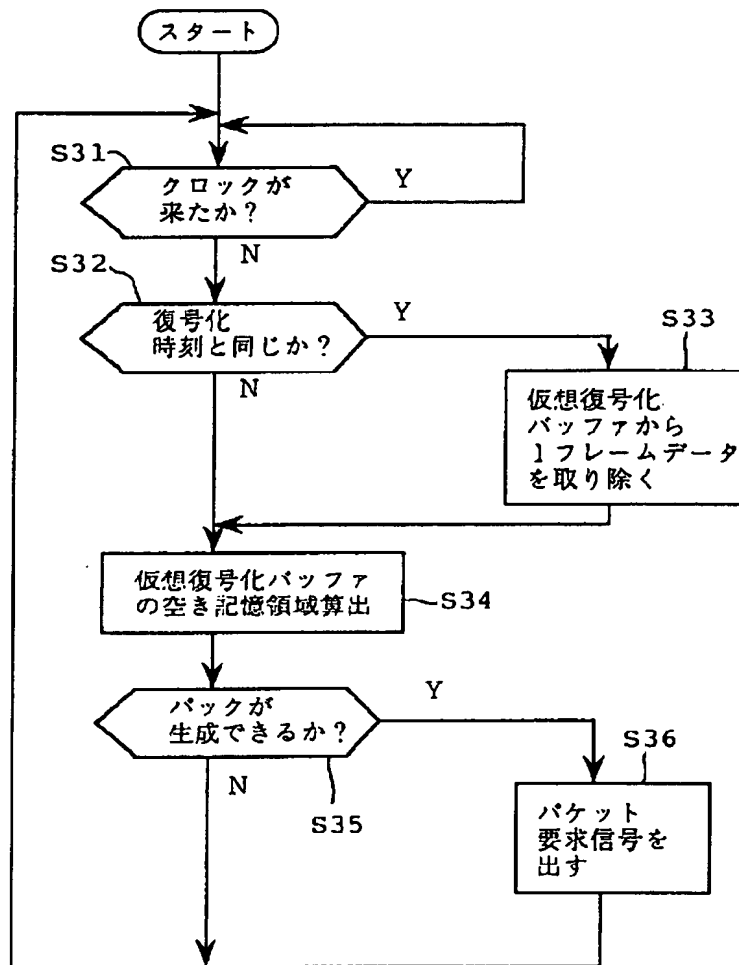 スタート
S31
クロックが
来たか？
Y
N
S32
復号化
時刻と同じか？
Y
N
S33
仮想復号化
バッファから
１フレームデータ
を取り除く
仮想復号化バッファ
の空き記憶領域算出
S34
パックが
生成できるか？
Y
N
S35
S36
パケット
要求信号を
出す